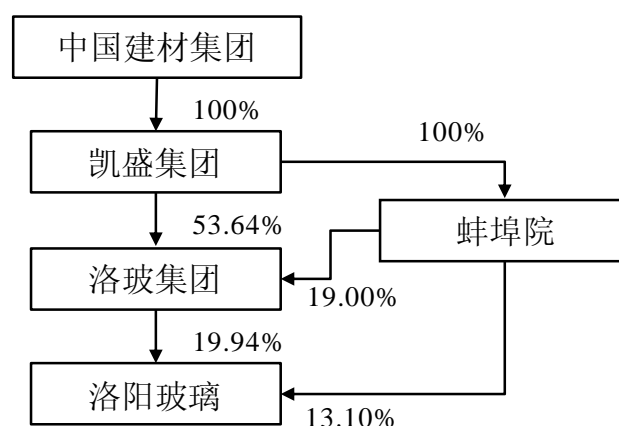 中国建材集团
100%
100%
凯盛集团
53.64%
蚌埠院
洛玻集团
19.00%
19.94%
洛阳玻璃
13.10%